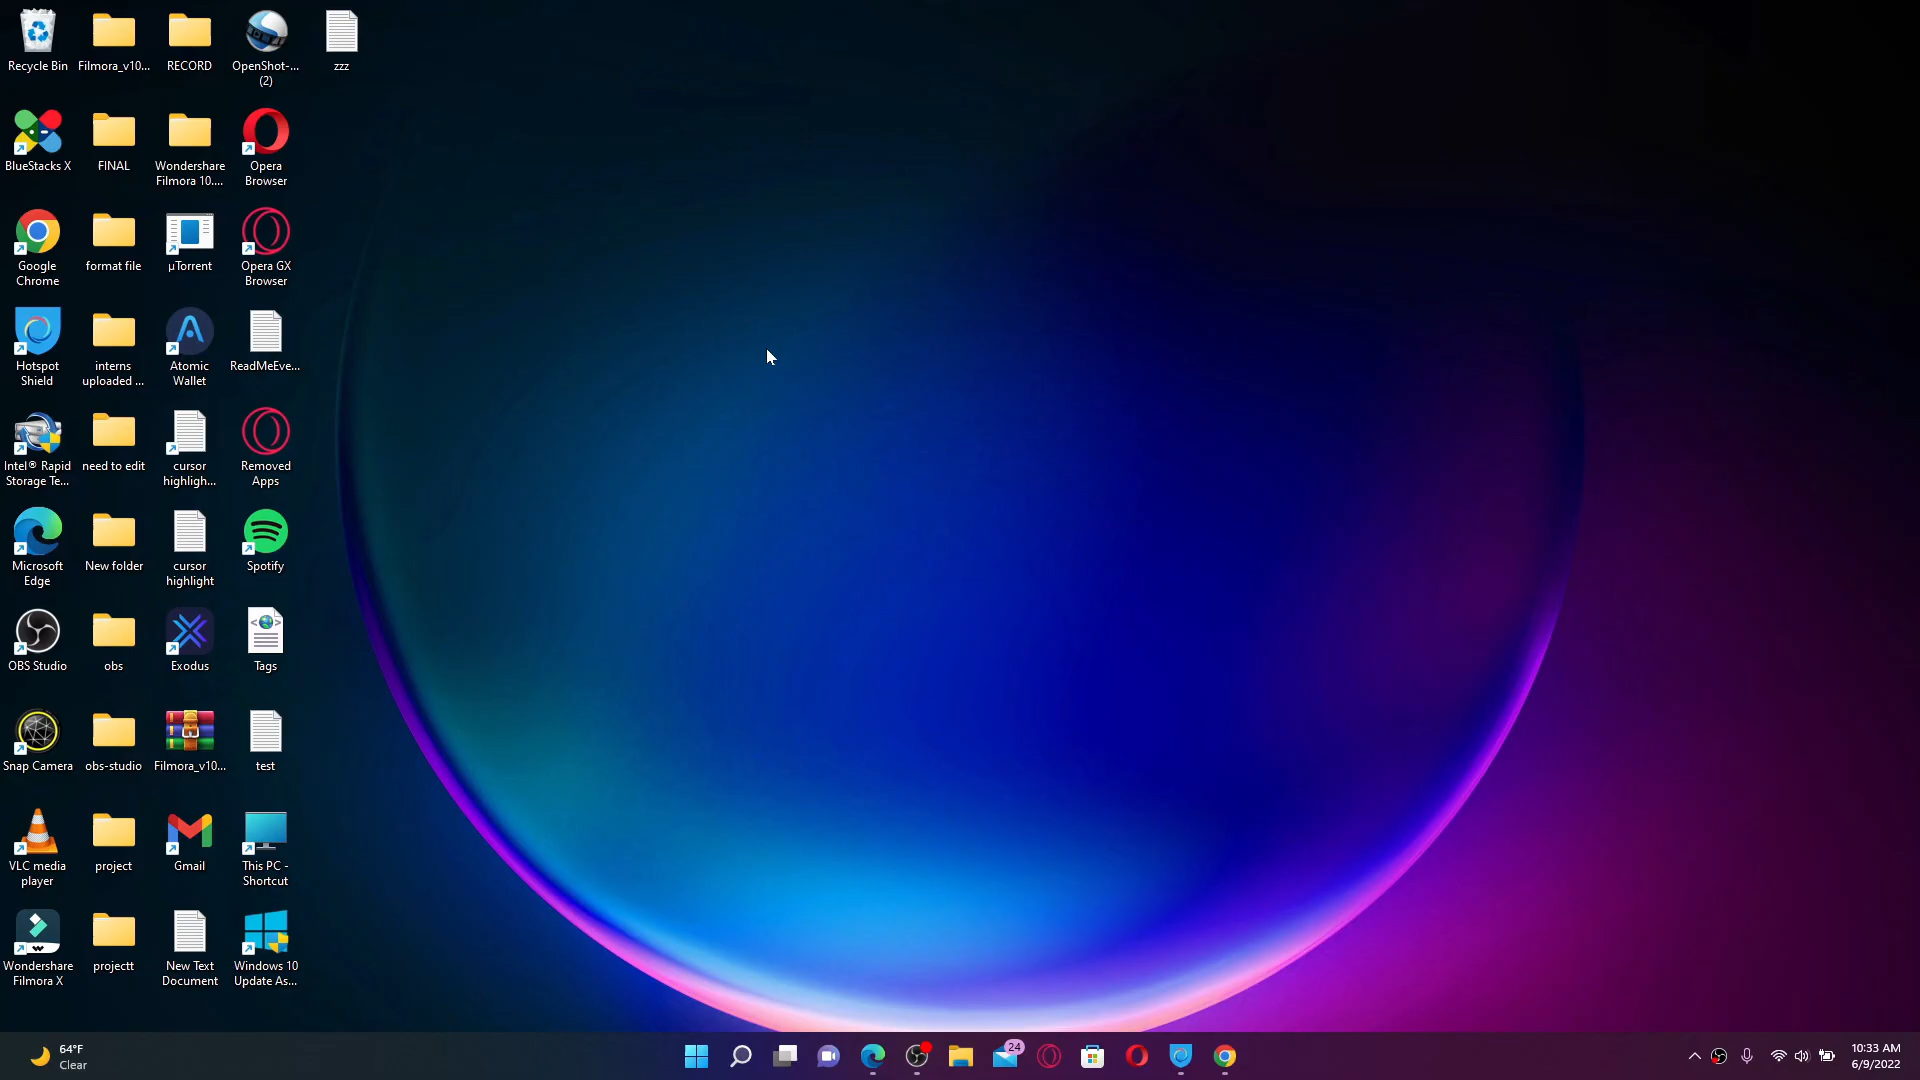 Recycle Bin
Filmora_v10...
RECORD
OpenShot-...
(2)
zzz
BlueStacks X
FINAL
Wondershare
Filmora 10....
Opera
Browser
Google
Chrome
format file
µTorrent
Opera GX
Browser
Hotspot
Shield
interns
uploaded ...
Atomic
Wallet
ReadMeEve...
Intel® Rapid
Storage Te...
need to edit
cursor
highligh...
Removed
Apps
Microsoft
Edge
New folder
cursor
highlight
Spotify
OBS Studio
obs
Exodus
Tags
Snap Camera
obs-studio
Filmora_v10...
test
VLC media
player
project
Gmail
This PC -
Shortcut
Wondershare
Filmora X
projectt
New Text
Document
Windows 10
Update As...
64°F
Clear
24
10:33 AM
6/9/2022